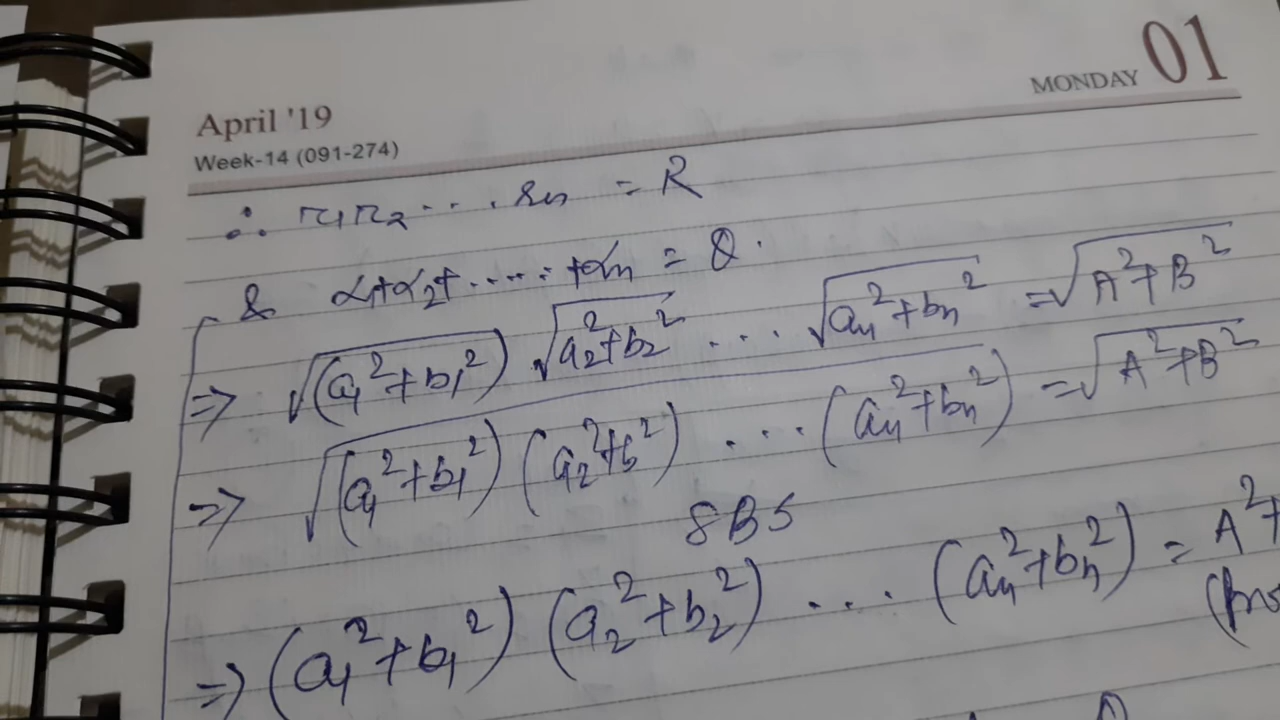 MONDAY 01
April '19
Week-14 (091-274)
∴ r₁r₂ ... rₙ = R
& α₁+α₂+ ..... +αₙ = θ.
⇒ √(a₁²+b₁²) √a₂²+b₂² ... √aₙ²+bₙ² = √A²+B²
⇒ √(a₁²+b₁²) (a₂²+b²) ... (aₙ²+bₙ²) = √A²+B²
SBS
⇒ (a₁²+b₁²) (a₂²+b₂²) ... (aₙ²+bₙ²) = A²+